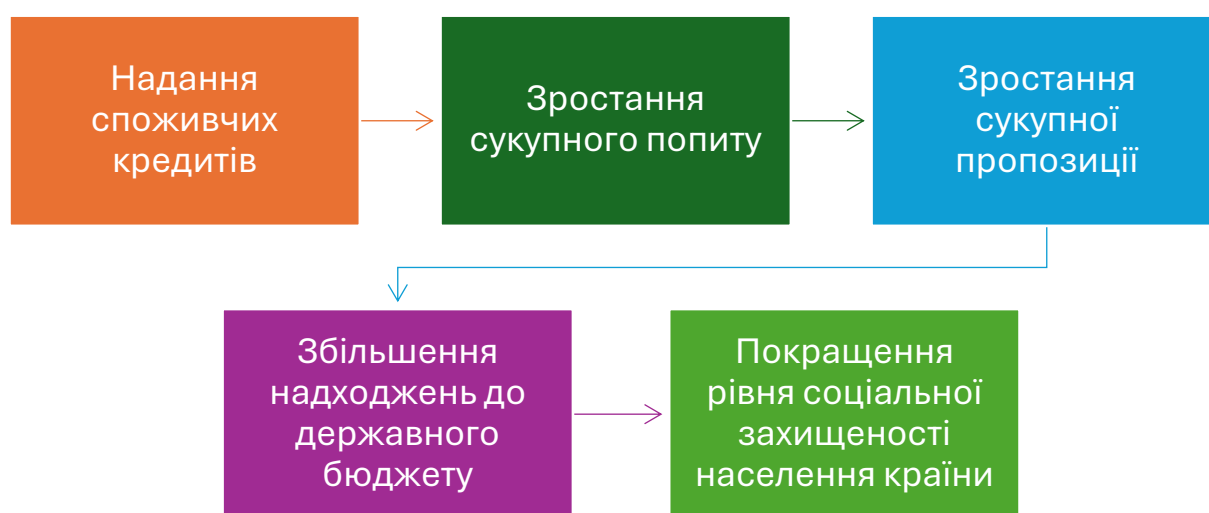 Надання
споживчих
кредитів
Зростання
сукупного попиту
Зростання
сукупної
пропозиції
Збільшення
надходжень до
державного
бюджету
Покращення
рівня соціальної
захищеності
населення країни